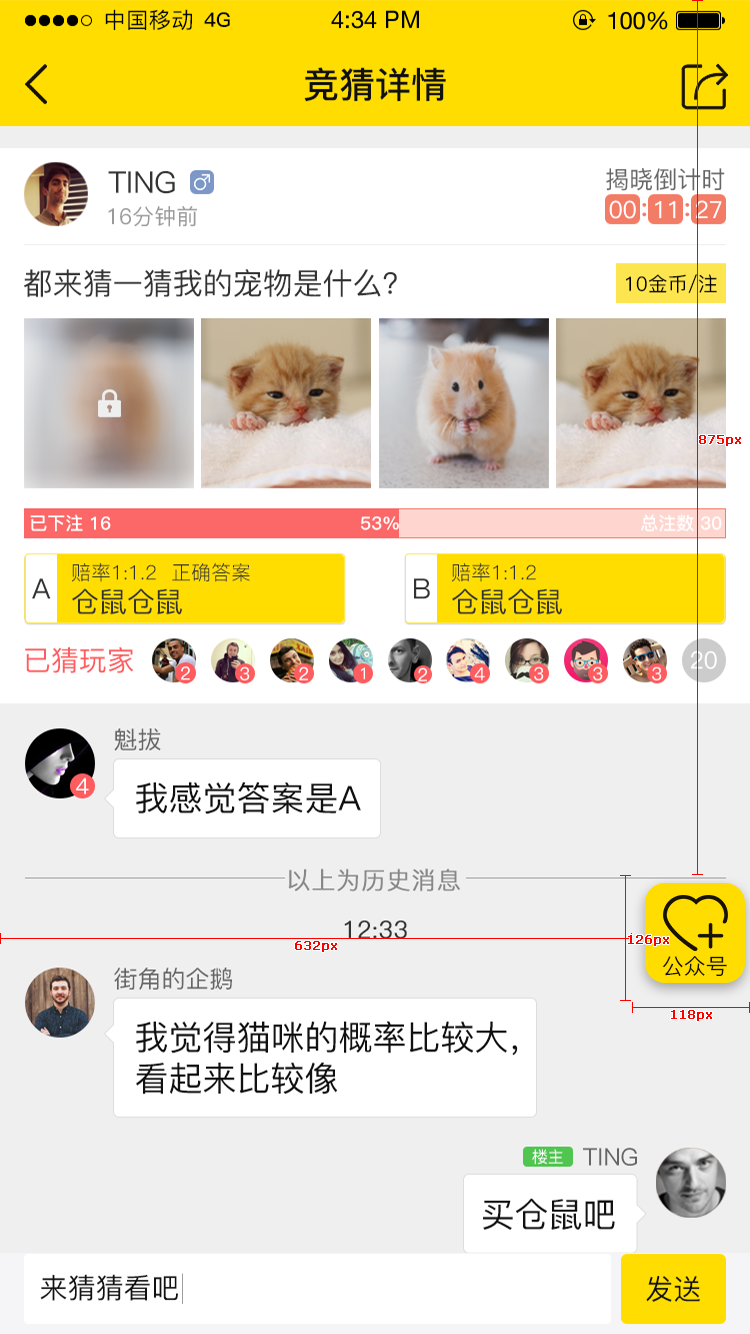 中国移动 4G 4:34 PM 100%
竞猜详情
TING
16分钟前
揭晓倒计时
00:11:27
都来猜一猜我的宠物是什么?
10金币/注
875px
已下注 16 53% 总注数 30
A 赔率1:1.2 正确答案
仓鼠仓鼠
B 赔率1:1.2
仓鼠仓鼠
已猜玩家 2 3 2 1 2 4 3 3 3 20
魁拔
4
我感觉答案是A
以上为历史消息
12:33
632px
126px
公众号
118px
街角的企鹅
我觉得猫咪的概率比较大,
看起来比较像
楼主 TING
买仓鼠吧
来猜猜看吧
发送